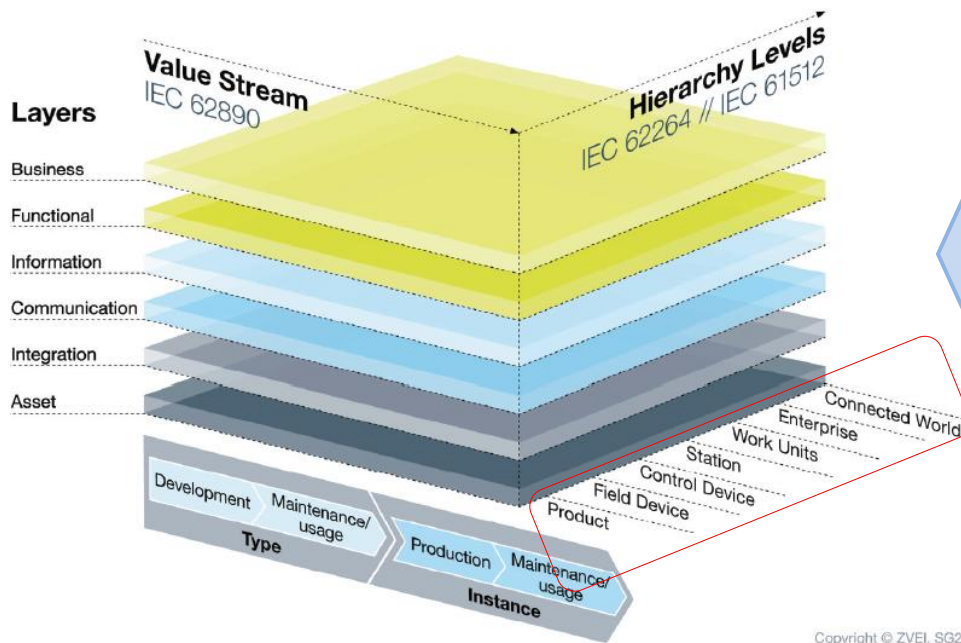 Value Stream
IEC 62890
Hierarchy Levels
IEC 62264 // IEC 61512
Layers
Business
Functional
Information
Communication
Integration
Asset
Connected World
Enterprise
Work Units
Station
Control Device
Field Device
Product
Development
Maintenance/
usage
Type
Production
Maintenance/
usage
Instance
Copyright © ZVEI, SG2